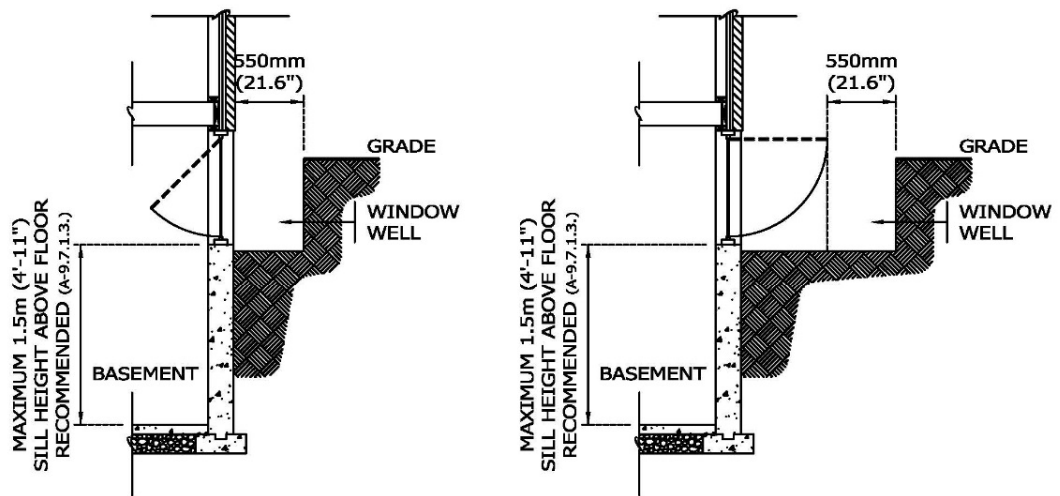 550mm
(21.6")
GRADE
WINDOW
WELL
MAXIMUM 1.5m (4'-11")
SILL HEIGHT ABOVE FLOOR
RECOMMENDED (A-9.7.1.3.)
BASEMENT
550mm
(21.6")
GRADE
WINDOW
WELL
MAXIMUM 1.5m (4'-11")
SILL HEIGHT ABOVE FLOOR
RECOMMENDED (A-9.7.1.3.)
BASEMENT